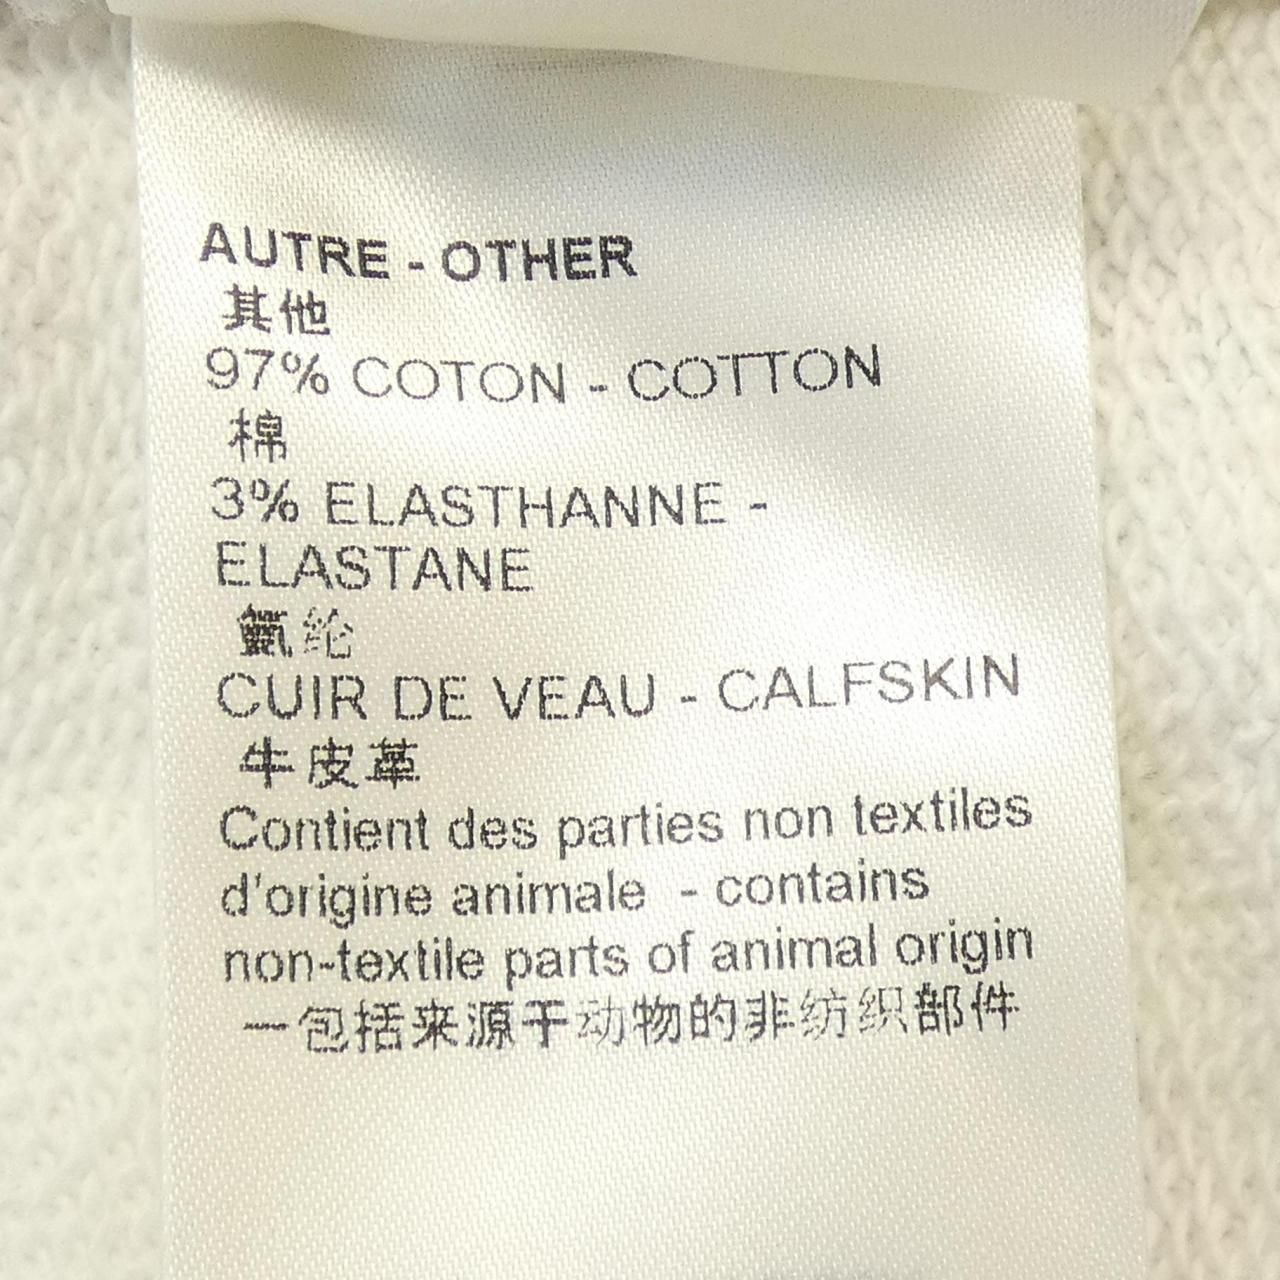 AUTRE - OTHER
其他
97% COTON - COTTON
棉
3% ELASTHANNE -
ELASTANE
氨纶
CUIR DE VEAU - CALFSKIN
牛皮革
Contient des parties non textiles
d'origine animale - contains
non-textile parts of animal origin
一包括来源于动物的非纺织部件